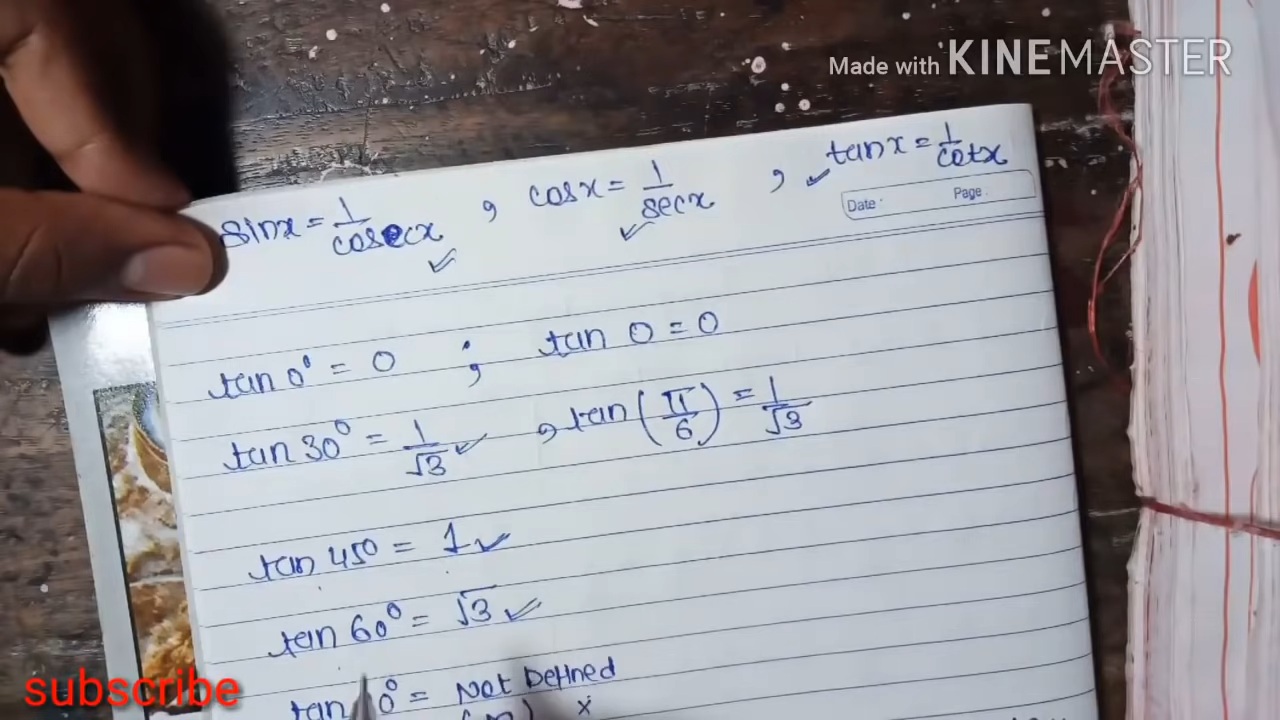 Made with KINEMASTER
sinx = 1/cosecx , cosx = 1/secx , tanx = 1/cotx
Date : Page :
tan 0° = 0 ; tan 0 = 0
tan 30° = 1/√3 , tan(π/6) = 1/√3
tan 45° = 1
tan 60° = √3
tan 0° = Not Defined
subscribe